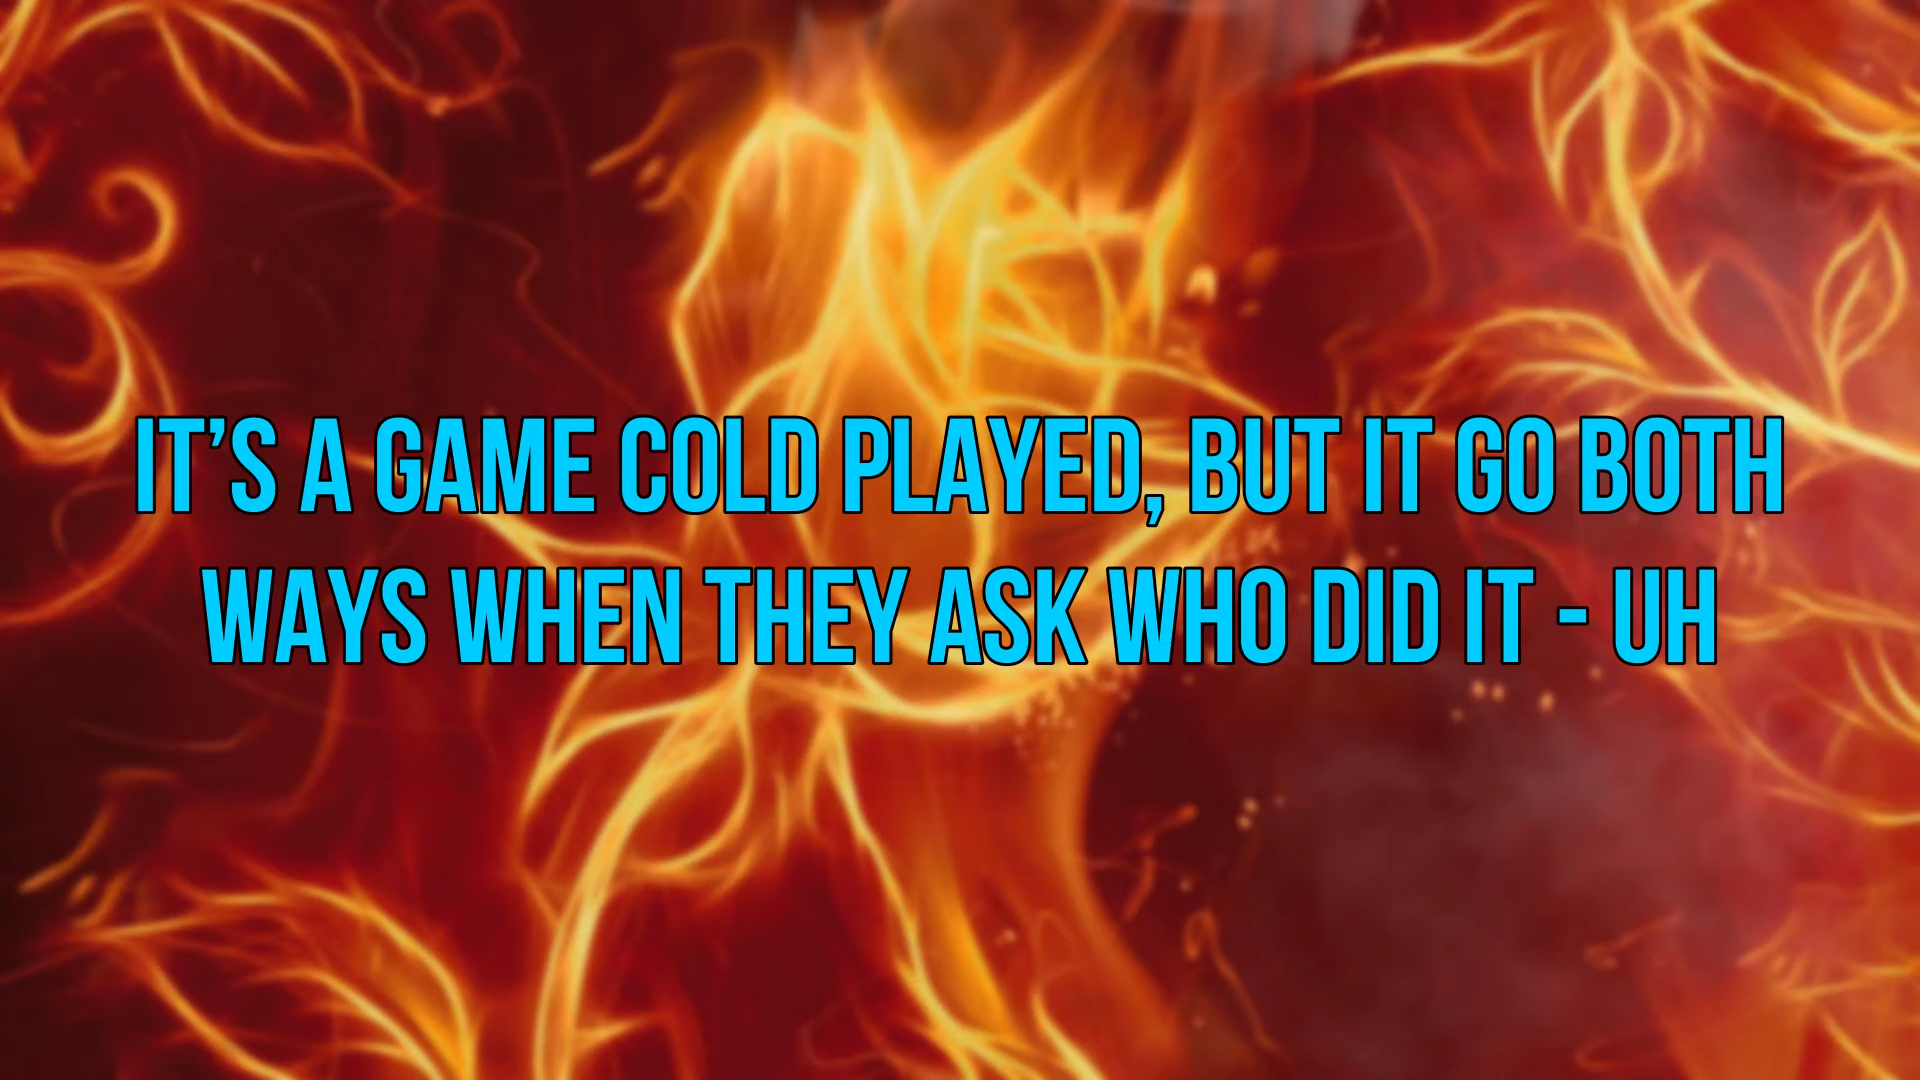 IT’S A GAME COLD PLAYED, BUT IT GO BOTH
WAYS WHEN THEY ASK WHO DID IT - UH